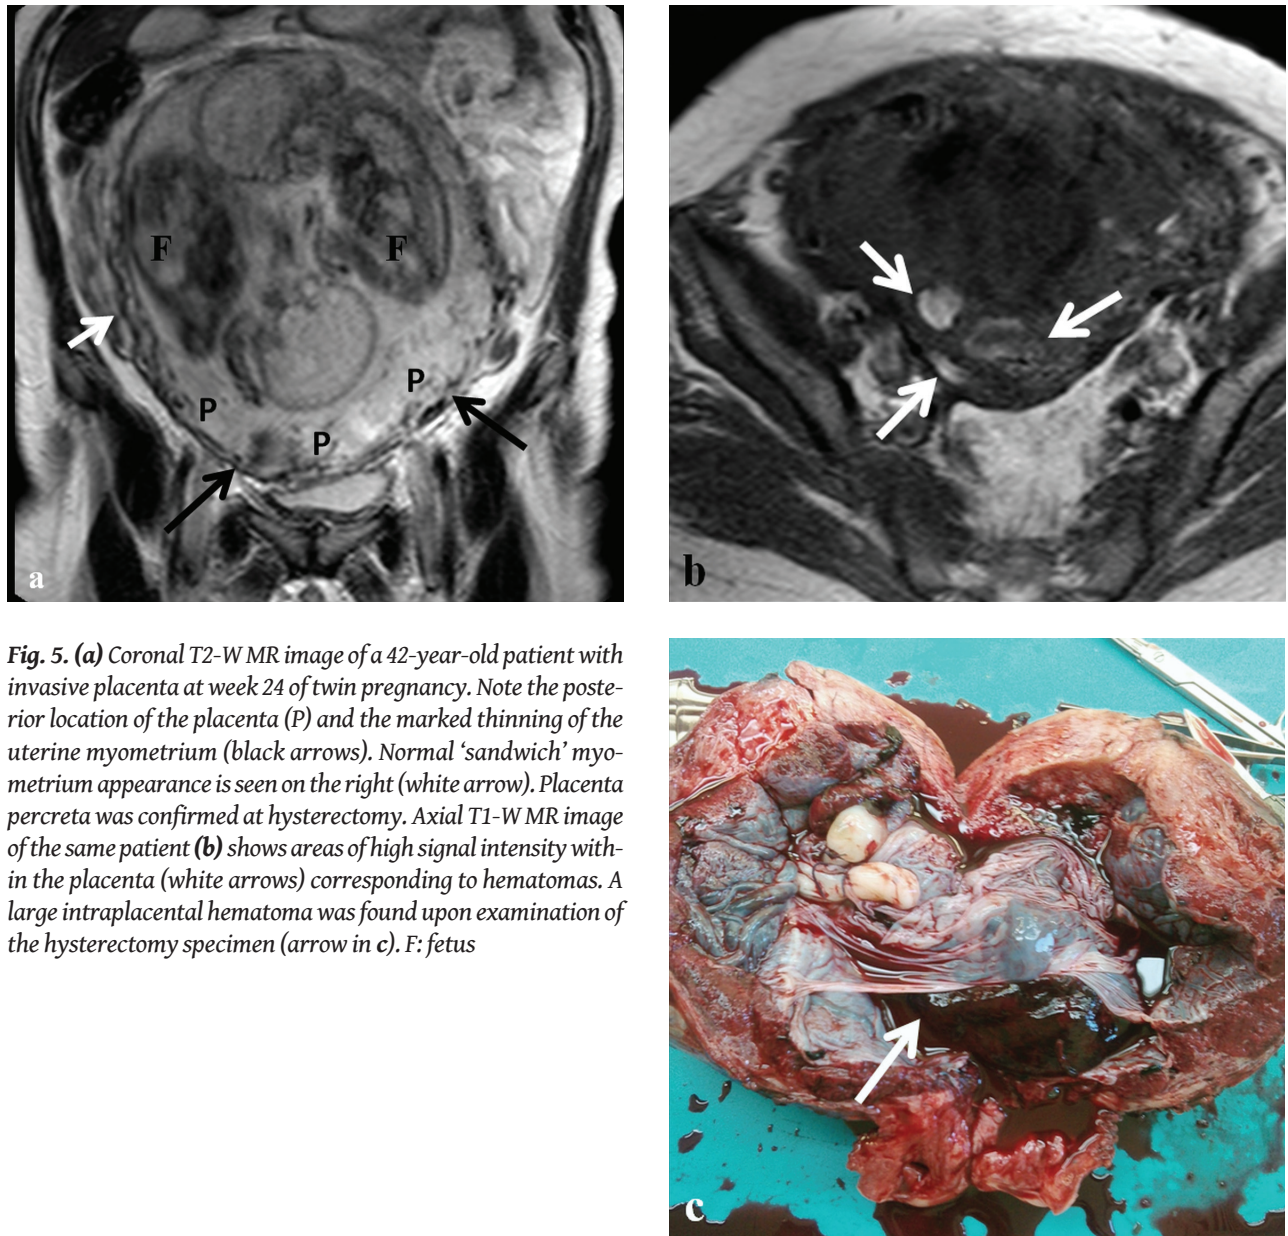 F
F
P
P
P
a
b
Fig. 5. (a) Coronal T2-W MR image of a 42-year-old patient with
invasive placenta at week 24 of twin pregnancy. Note the poste-
rior location of the placenta (P) and the marked thinning of the
uterine myometrium (black arrows). Normal ‘sandwich’ myo-
metrium appearance is seen on the right (white arrow). Placenta
percreta was confirmed at hysterectomy. Axial T1-W MR image
of the same patient (b) shows areas of high signal intensity with-
in the placenta (white arrows) corresponding to hematomas. A
large intraplacental hematoma was found upon examination of
the hysterectomy specimen (arrow in c). F: fetus
c